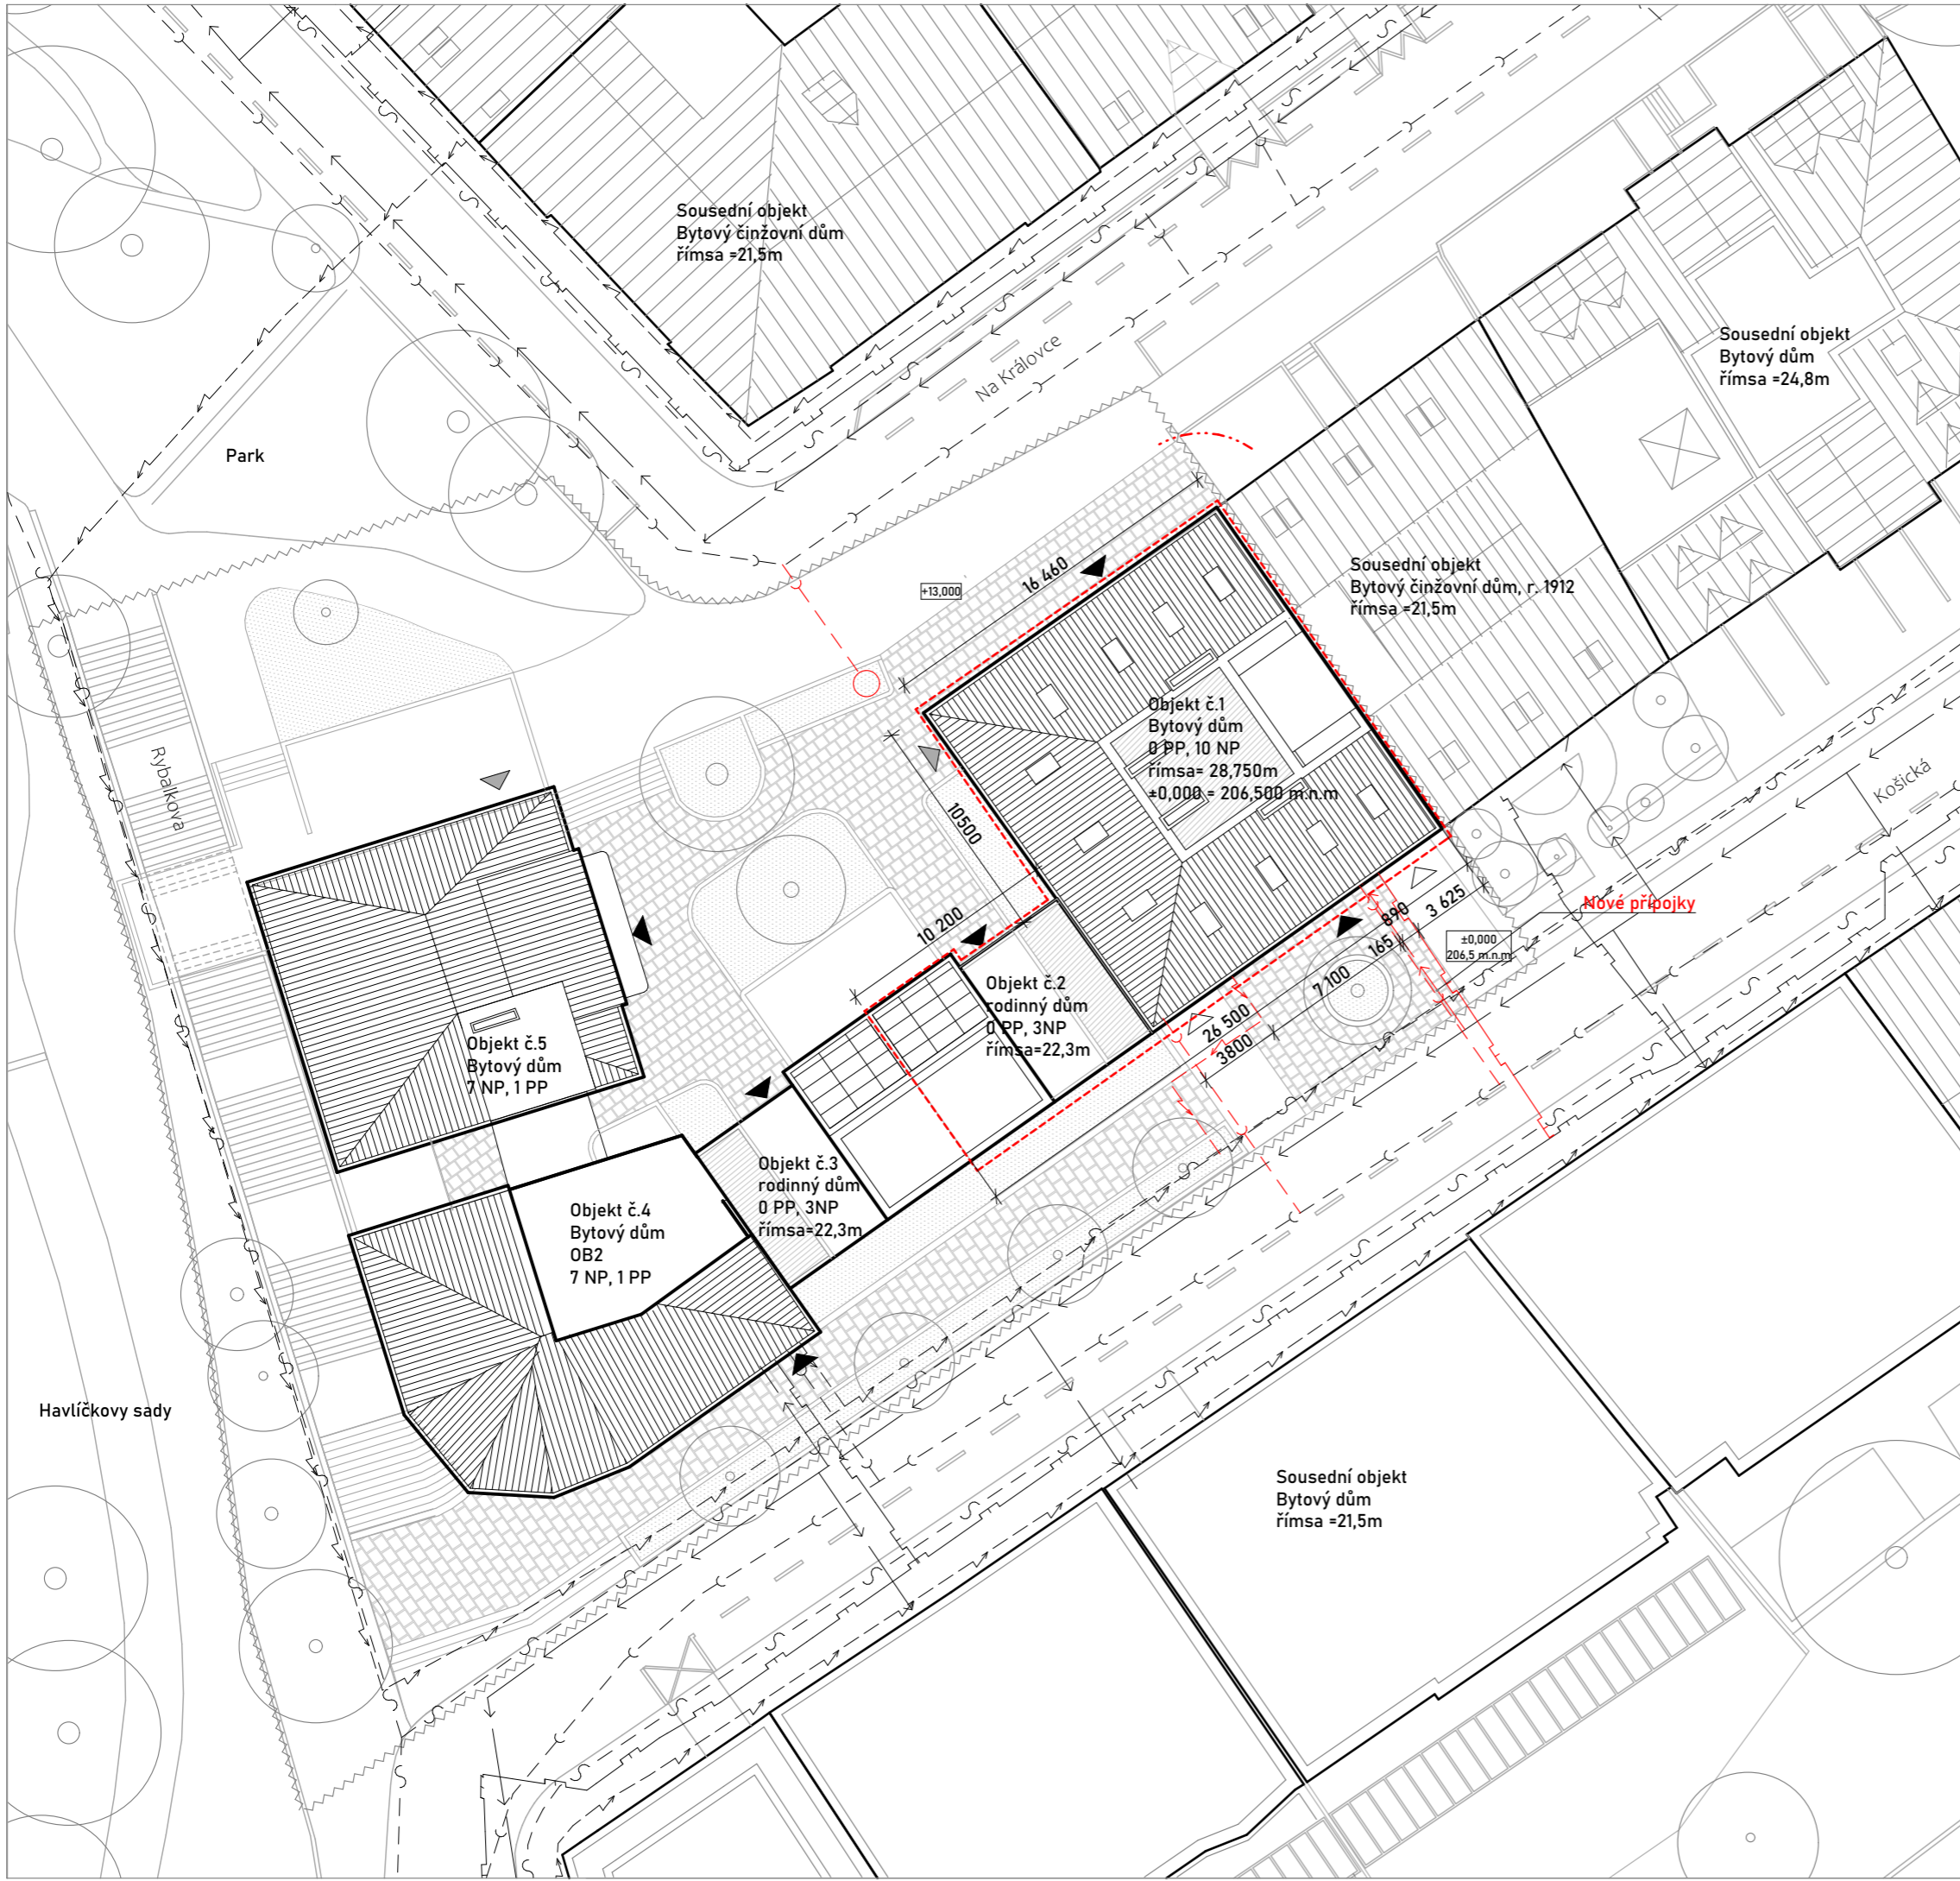 Sousední objekt
Bytový činžovní dům
římsa =21,5m
Na Královce
Sousední objekt
Bytový dům
římsa =24,8m
Park
Sousední objekt
Bytový činžovní dům, r. 1912
římsa =21,5m
+13,000
16 460
Objekt č.1
Bytový dům
0 PP, 10 NP
římsa= 28,750m
±0,000 = 206,500 m.n.m
Rybalkova
Košická
10500
10 200
Nové přípojky
3 625
890
165
±0,000
206,5 m.n.m
7 100
26 500
3800
Objekt č.2
rodinný dům
0 PP, 3NP
římsa=22,3m
Objekt č.5
Bytový dům
7 NP, 1 PP
Objekt č.3
rodinný dům
0 PP, 3NP
římsa=22,3m
Objekt č.4
Bytový dům
OB2
7 NP, 1 PP
Havlíčkovy sady
Sousední objekt
Bytový dům
římsa =21,5m